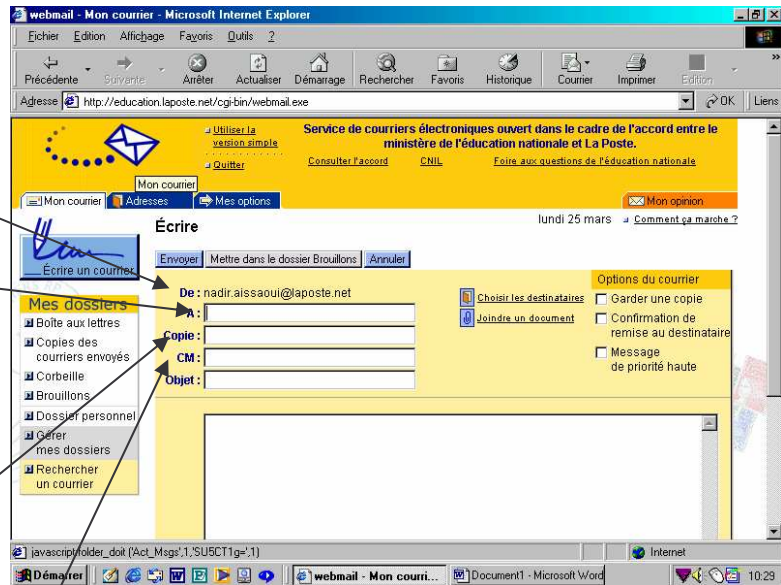 webmail - Mon courrier - Microsoft Internet Explorer
Fichier Edition Affichage Favoris Outils ?
Précédente Suivante Arrêter Actualiser Démarrage Rechercher Favoris Historique Courrier Imprimer Edition »
Adresse http://education.laposte.net/cgi-bin/webmail.exe OK Liens
Utiliser la
version simple
Quitter
Service de courriers électroniques ouvert dans le cadre de l'accord entre le
ministère de l'éducation nationale et La Poste.
Consulter l'accord CNIL Foire aux questions de l'éducation nationale
Mon courrier
Mon courrier Adresses Mes options Mon opinion
lundi 25 mars Comment ça marche ?
Écrire un courrier
Écrire
Envoyer Mettre dans le dossier Brouillons Annuler
Mes dossiers
Boîte aux lettres
Copies des
courriers envoyés
Corbeille
Brouillons
Dossier personnel
Gérer
mes dossiers
Rechercher
un courrier
De : nadir.aissaoui@laposte.net
A :
Copie :
CM :
Objet :
Choisir les destinataires
Joindre un document
Options du courrier
Garder une copie
Confirmation de
remise au destinataire
Message
de priorité haute
javascript:folder_doit('Act_Msgs',1,'SU5CT1g=',1) Internet
Démarrer webmail - Mon courri... Document1 - Microsoft Word 10:29